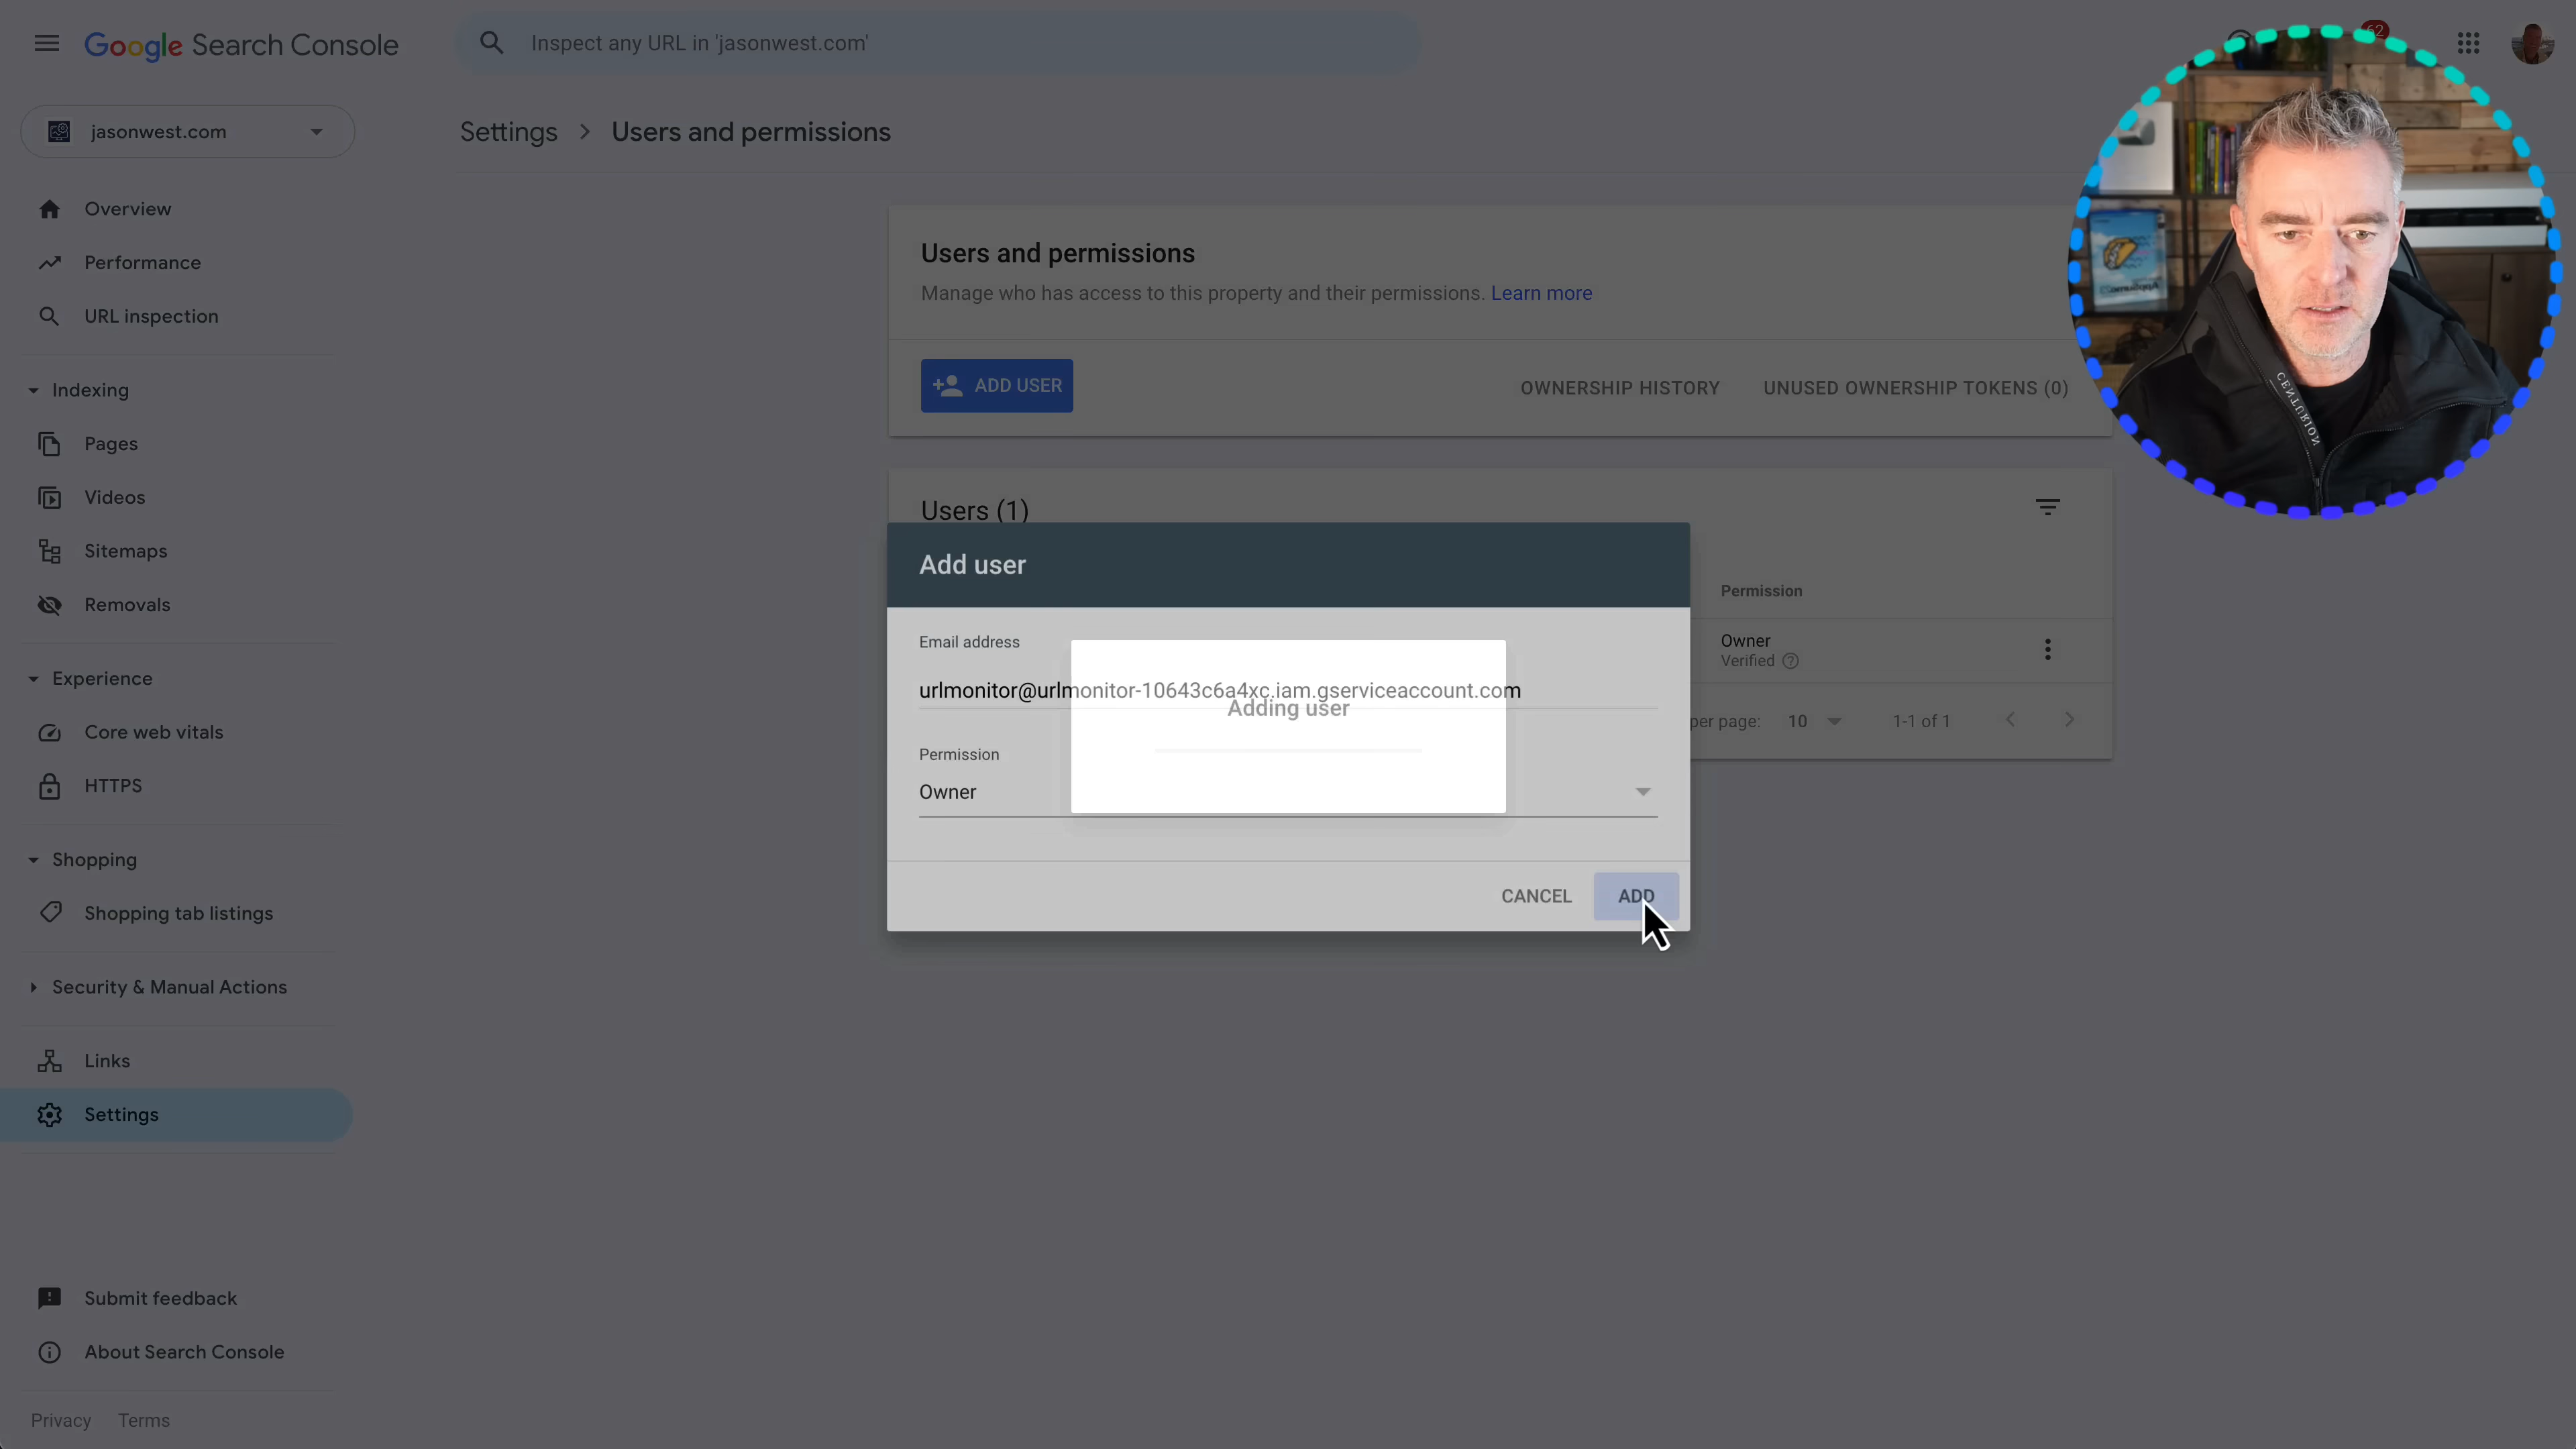 Google Search Console
Inspect any URL in 'jasonwest.com'
62
jasonwest.com
Settings > Users and permissions
Overview
Performance
URL inspection
Indexing
Pages
Videos
Sitemaps
Removals
Experience
Core web vitals
HTTPS
Shopping
Shopping tab listings
Security & Manual Actions
Links
Settings
Submit feedback
About Search Console
Privacy Terms
Users and permissions
Manage who has access to this property and their permissions. Learn more
ADD USER
OWNERSHIP HISTORY
UNUSED OWNERSHIP TOKENS (0)
Users (1)
Permission
Owner
Verified
per page: 10
1-1 of 1
Add user
Email address
urlmonitor@urlmonitor-10643c6a4xc.iam.gserviceaccount.com
Adding user
Permission
Owner
CANCEL
ADD
CENTURION